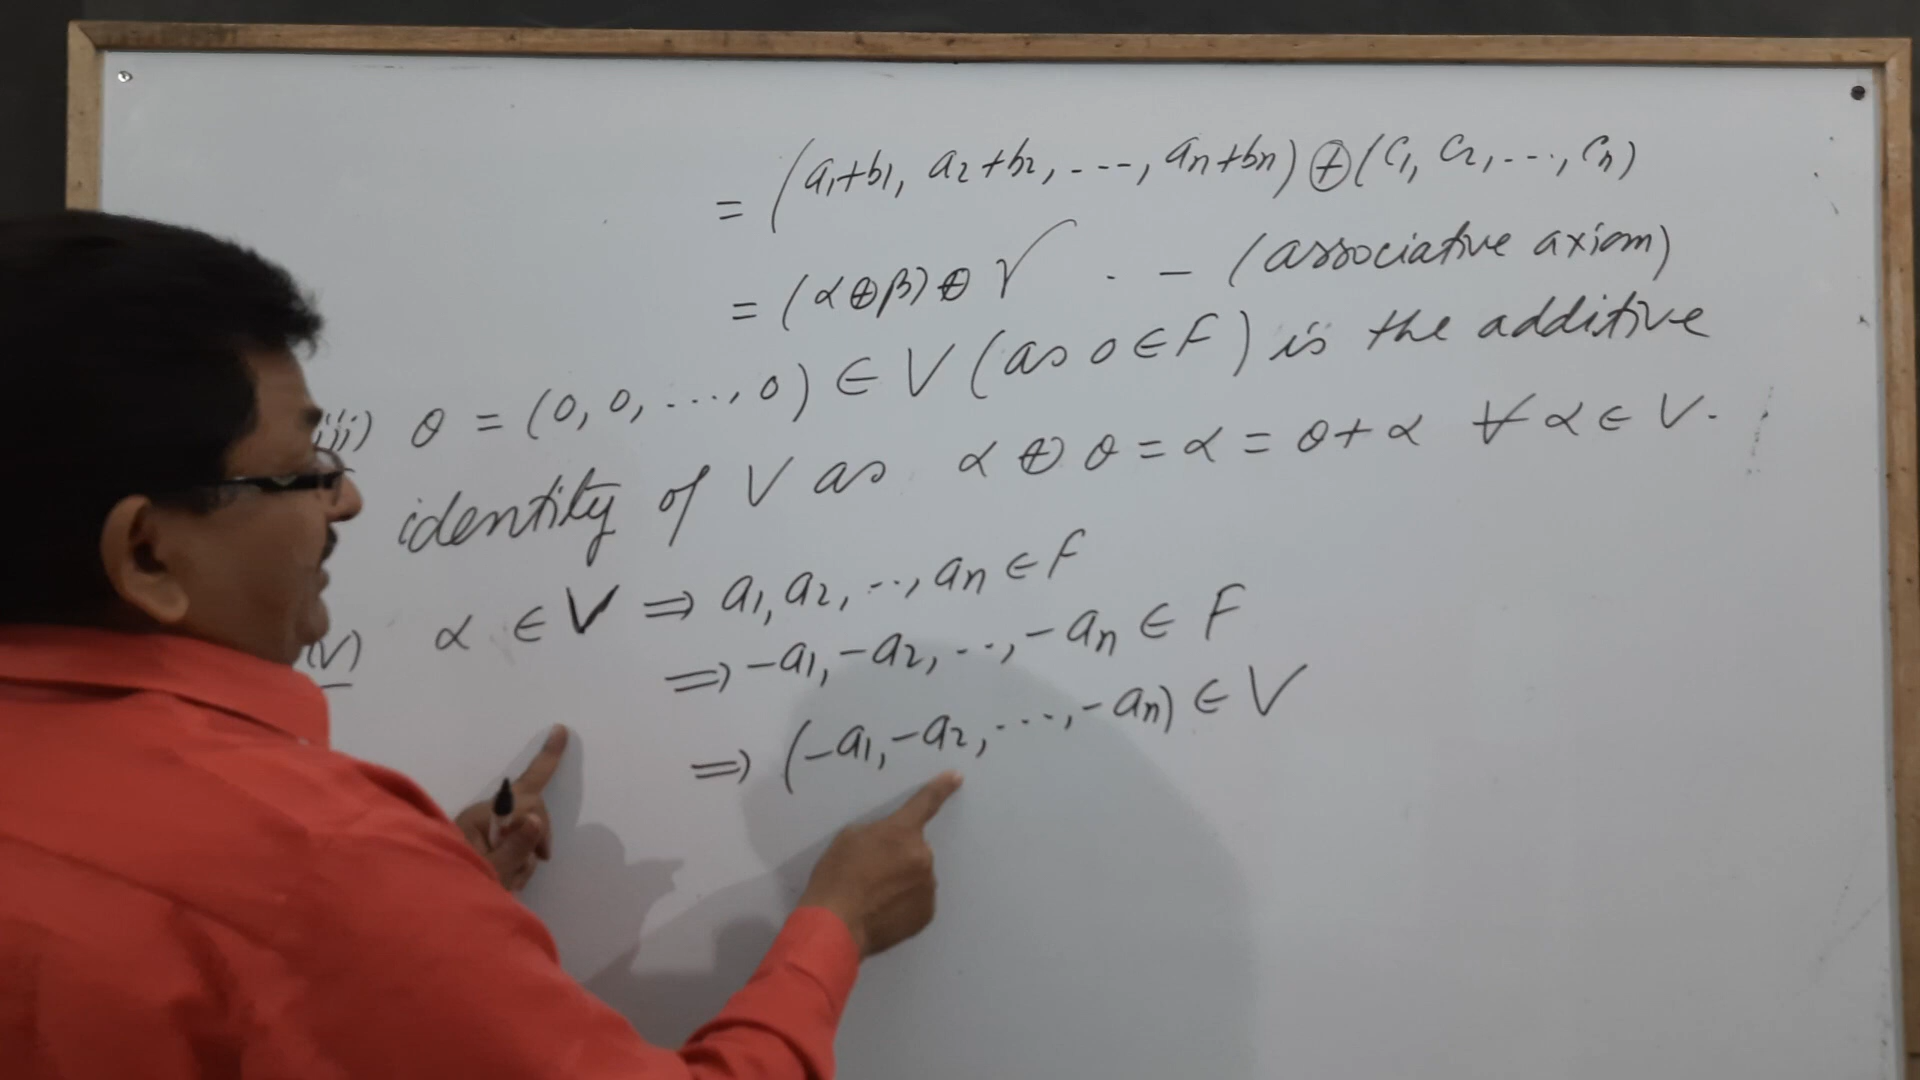 = (a₁+b₁, a₂+b₂, ---, aₙ+bₙ) ⊕ (c₁, c₂, ..., cₙ)
= (α ⊕ β) ⊕ γ . - (associative axiom)
iii) θ = (0, 0, ..., 0) ∈ V (as 0 ∈ F) is the additive
identity of V as α ⊕ θ = α = θ + α ∀ α ∈ V.
v) α ∈ V ⇒ a₁, a₂, .., aₙ ∈ F
⇒ -a₁, -a₂, .., -aₙ ∈ F
⇒ (-a₁, -a₂, ..., -aₙ) ∈ V